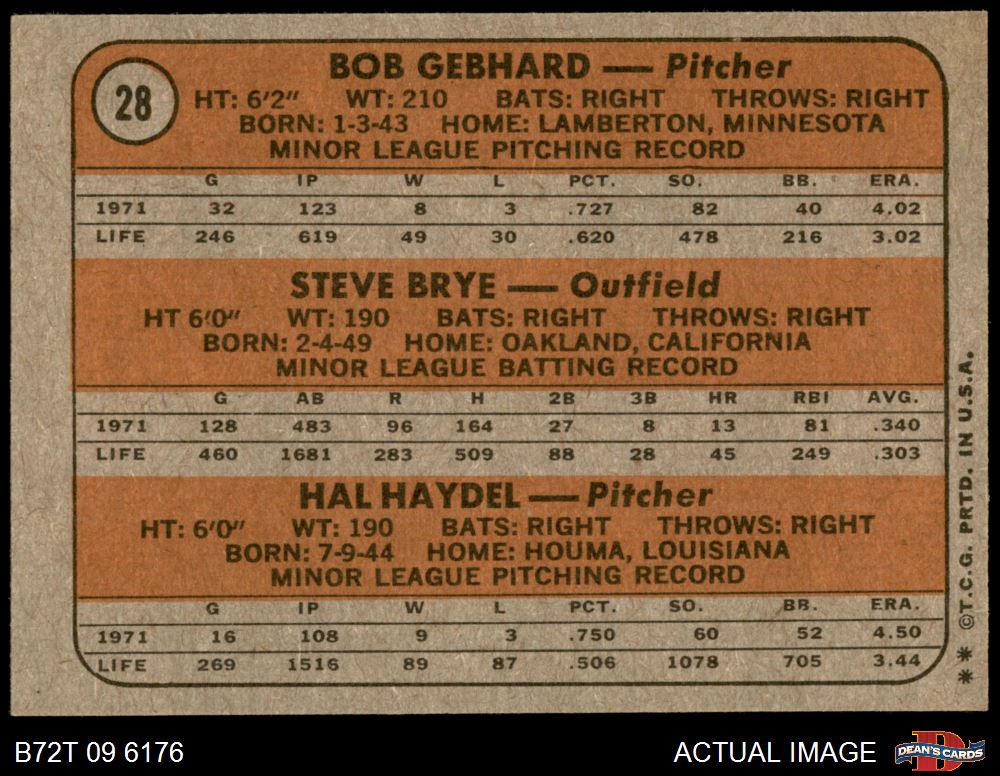 28
BOB GEBHARD — Pitcher
HT: 6'2" WT: 210 BATS: RIGHT THROWS: RIGHT
BORN: 1-3-43 HOME: LAMBERTON, MINNESOTA
MINOR LEAGUE PITCHING RECORD
G IP W L PCT. SO. BB. ERA.
1971 32 123 8 3 .727 82 40 4.02
LIFE 246 619 49 30 .620 478 216 3.02
STEVE BRYE — Outfield
HT 6'0" WT: 190 BATS: RIGHT THROWS: RIGHT
BORN: 2-4-49 HOME: OAKLAND, CALIFORNIA
MINOR LEAGUE BATTING RECORD
G AB R H 2B 3B HR RBI AVG.
1971 128 483 96 164 27 8 13 81 .340
LIFE 460 1681 283 509 88 28 45 249 .303
HAL HAYDEL — Pitcher
HT: 6'0" WT: 190 BATS: RIGHT THROWS: RIGHT
BORN: 7-9-44 HOME: HOUMA, LOUISIANA
MINOR LEAGUE PITCHING RECORD
G IP W L PCT. SO. BB. ERA.
1971 16 108 9 3 .750 60 52 4.50
LIFE 269 1516 89 87 .506 1078 705 3.44
** ©T.C.G. PRTD. IN U.S.A.
B72T 09 6176
ACTUAL IMAGE
D
DEAN'S CARDS